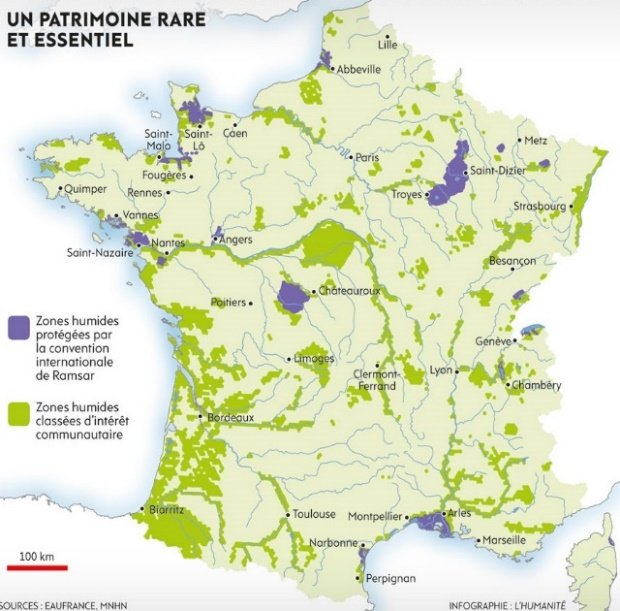 UN PATRIMOINE RARE
ET ESSENTIEL
Lille
Abbeville
Saint-
Malo
Saint-
Lô
Caen
Fougères
Rennes
Quimper
Vannes
Saint-Nazaire
Nantes
Angers
Paris
Metz
Saint-Dizier
Troyes
Strasbourg
Besançon
Poitiers
Châteauroux
Genève
Limoges
Clermont-
Ferrand
Lyon
Chambéry
Zones humides
protégées par
la convention
internationale
de Ramsar
Zones humides
classées d'intérêt
communautaire
Bordeaux
Biarritz
Toulouse
Montpellier
Arles
Marseille
Narbonne
Perpignan
100 km
SOURCES : EAUFRANCE, MNHN
INFOGRAPHIE : L'HUMANITÉ